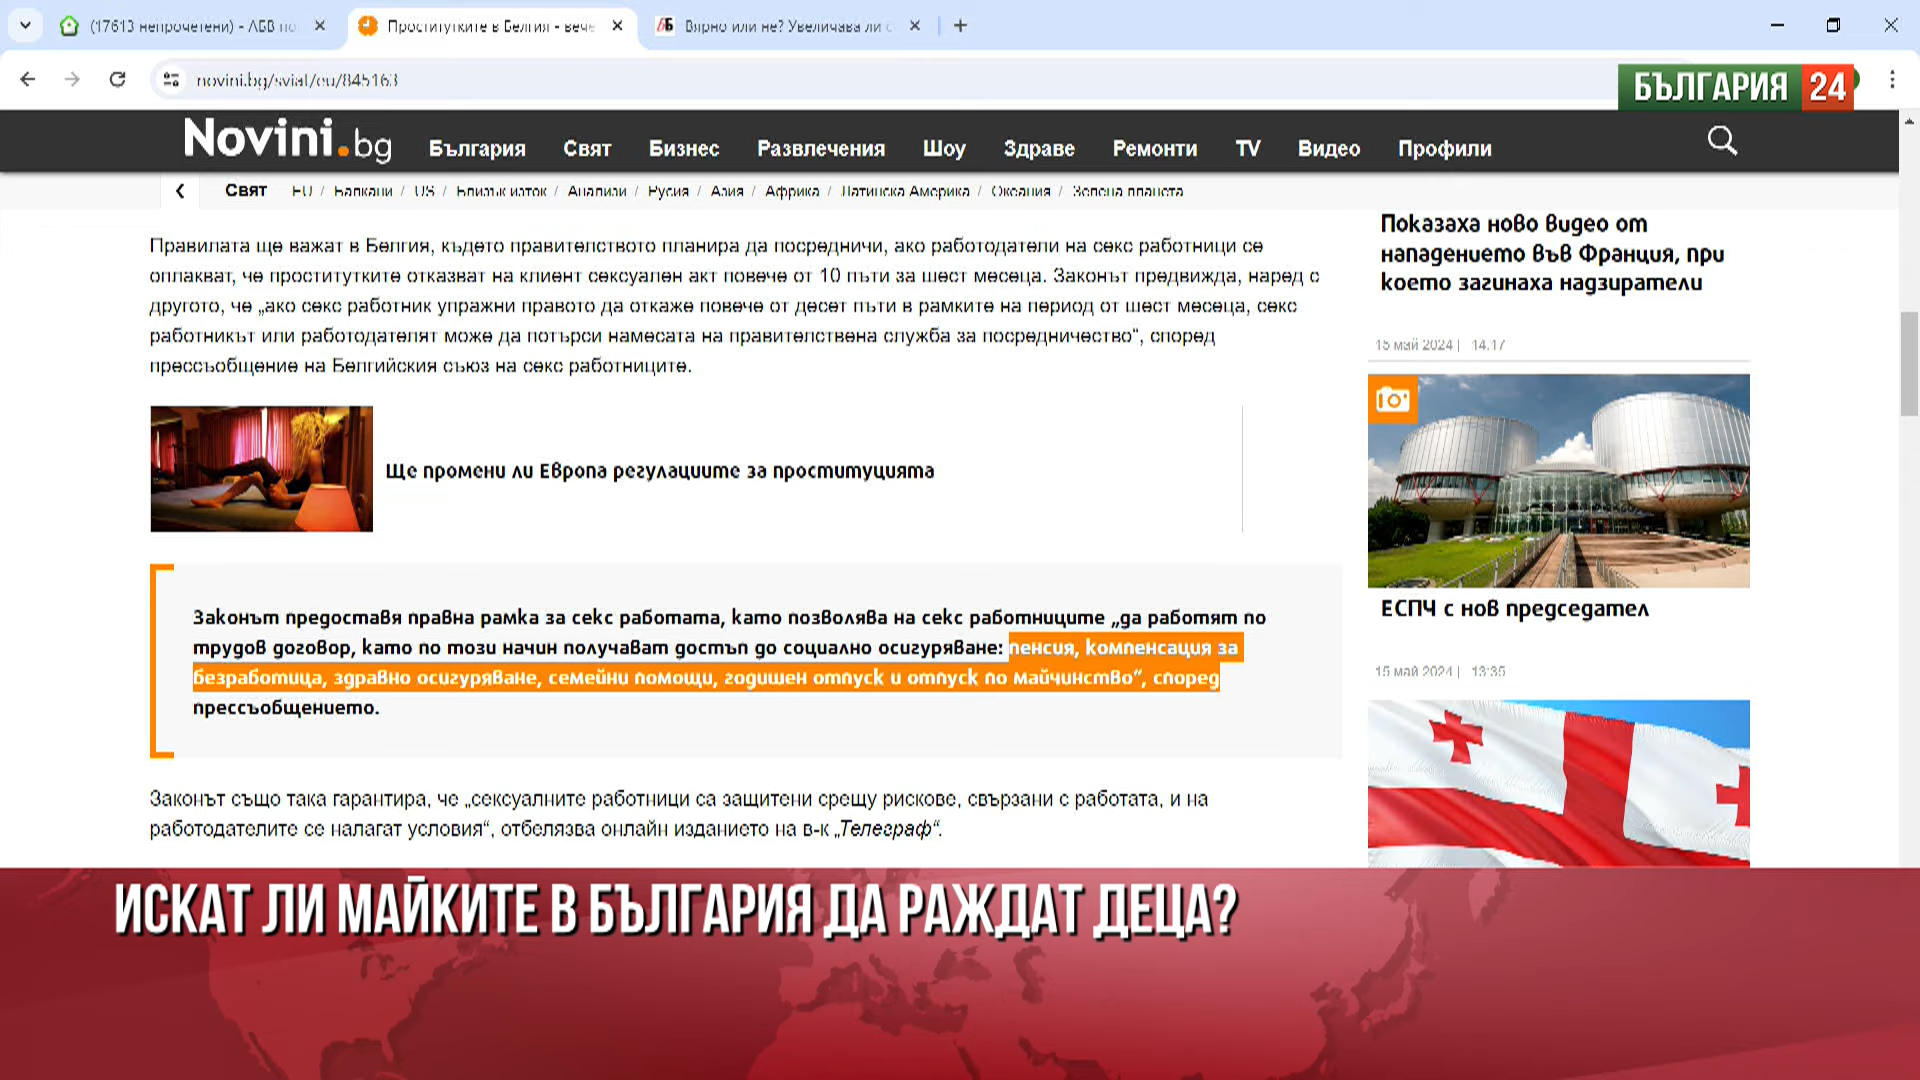 (17613 непрочетени) - АБВ по
Проститутките в Белгия - вече
Вярно или не? Увеличава ли с
novini.bg/sviat/eu/845163
БЪЛГАРИЯ 24
Novini.bg
България Свят Бизнес Развлечения Шоу Здраве Ремонти TV Видео Профили
Свят EU / Балкани / US / Близък изток / Анализи / Русия / Азия / Африка / Латинска Америка / Океания / Зелена планета
Правилата ще важат в Белгия, където правителството планира да посредничи, ако работодатели на секс работници се
оплакват, че проститутките отказват на клиент сексуален акт повече от 10 пъти за шест месеца. Законът предвижда, наред с
другото, че „ако секс работник упражни правото да откаже повече от десет пъти в рамките на период от шест месеца, секс
работникът или работодателят може да потърси намесата на правителствена служба за посредничество“, според
прессъобщение на Белгийския съюз на секс работниците.
Ще промени ли Европа регулациите за проституцията
Законът предоставя правна рамка за секс работата, като позволява на секс работниците „да работят по
трудов договор, като по този начин получават достъп до социално осигуряване: пенсия, компенсация за
безработица, здравно осигуряване, семейни помощи, годишен отпуск и отпуск по майчинство“, според
прессъобщението.
Законът също така гарантира, че „сексуалните работници са защитени срещу рискове, свързани с работата, и на
работодателите се налагат условия“, отбелязва онлайн изданието на в-к „Телеграф“.
Показаха ново видео от
нападението във Франция, при
което загинаха надзиратели
15 май 2024 | 14:17
ЕСПЧ с нов председател
15 май 2024 | 13:35
ИСКАТ ЛИ МАЙКИТЕ В БЪЛГАРИЯ ДА РАЖДАТ ДЕЦА?